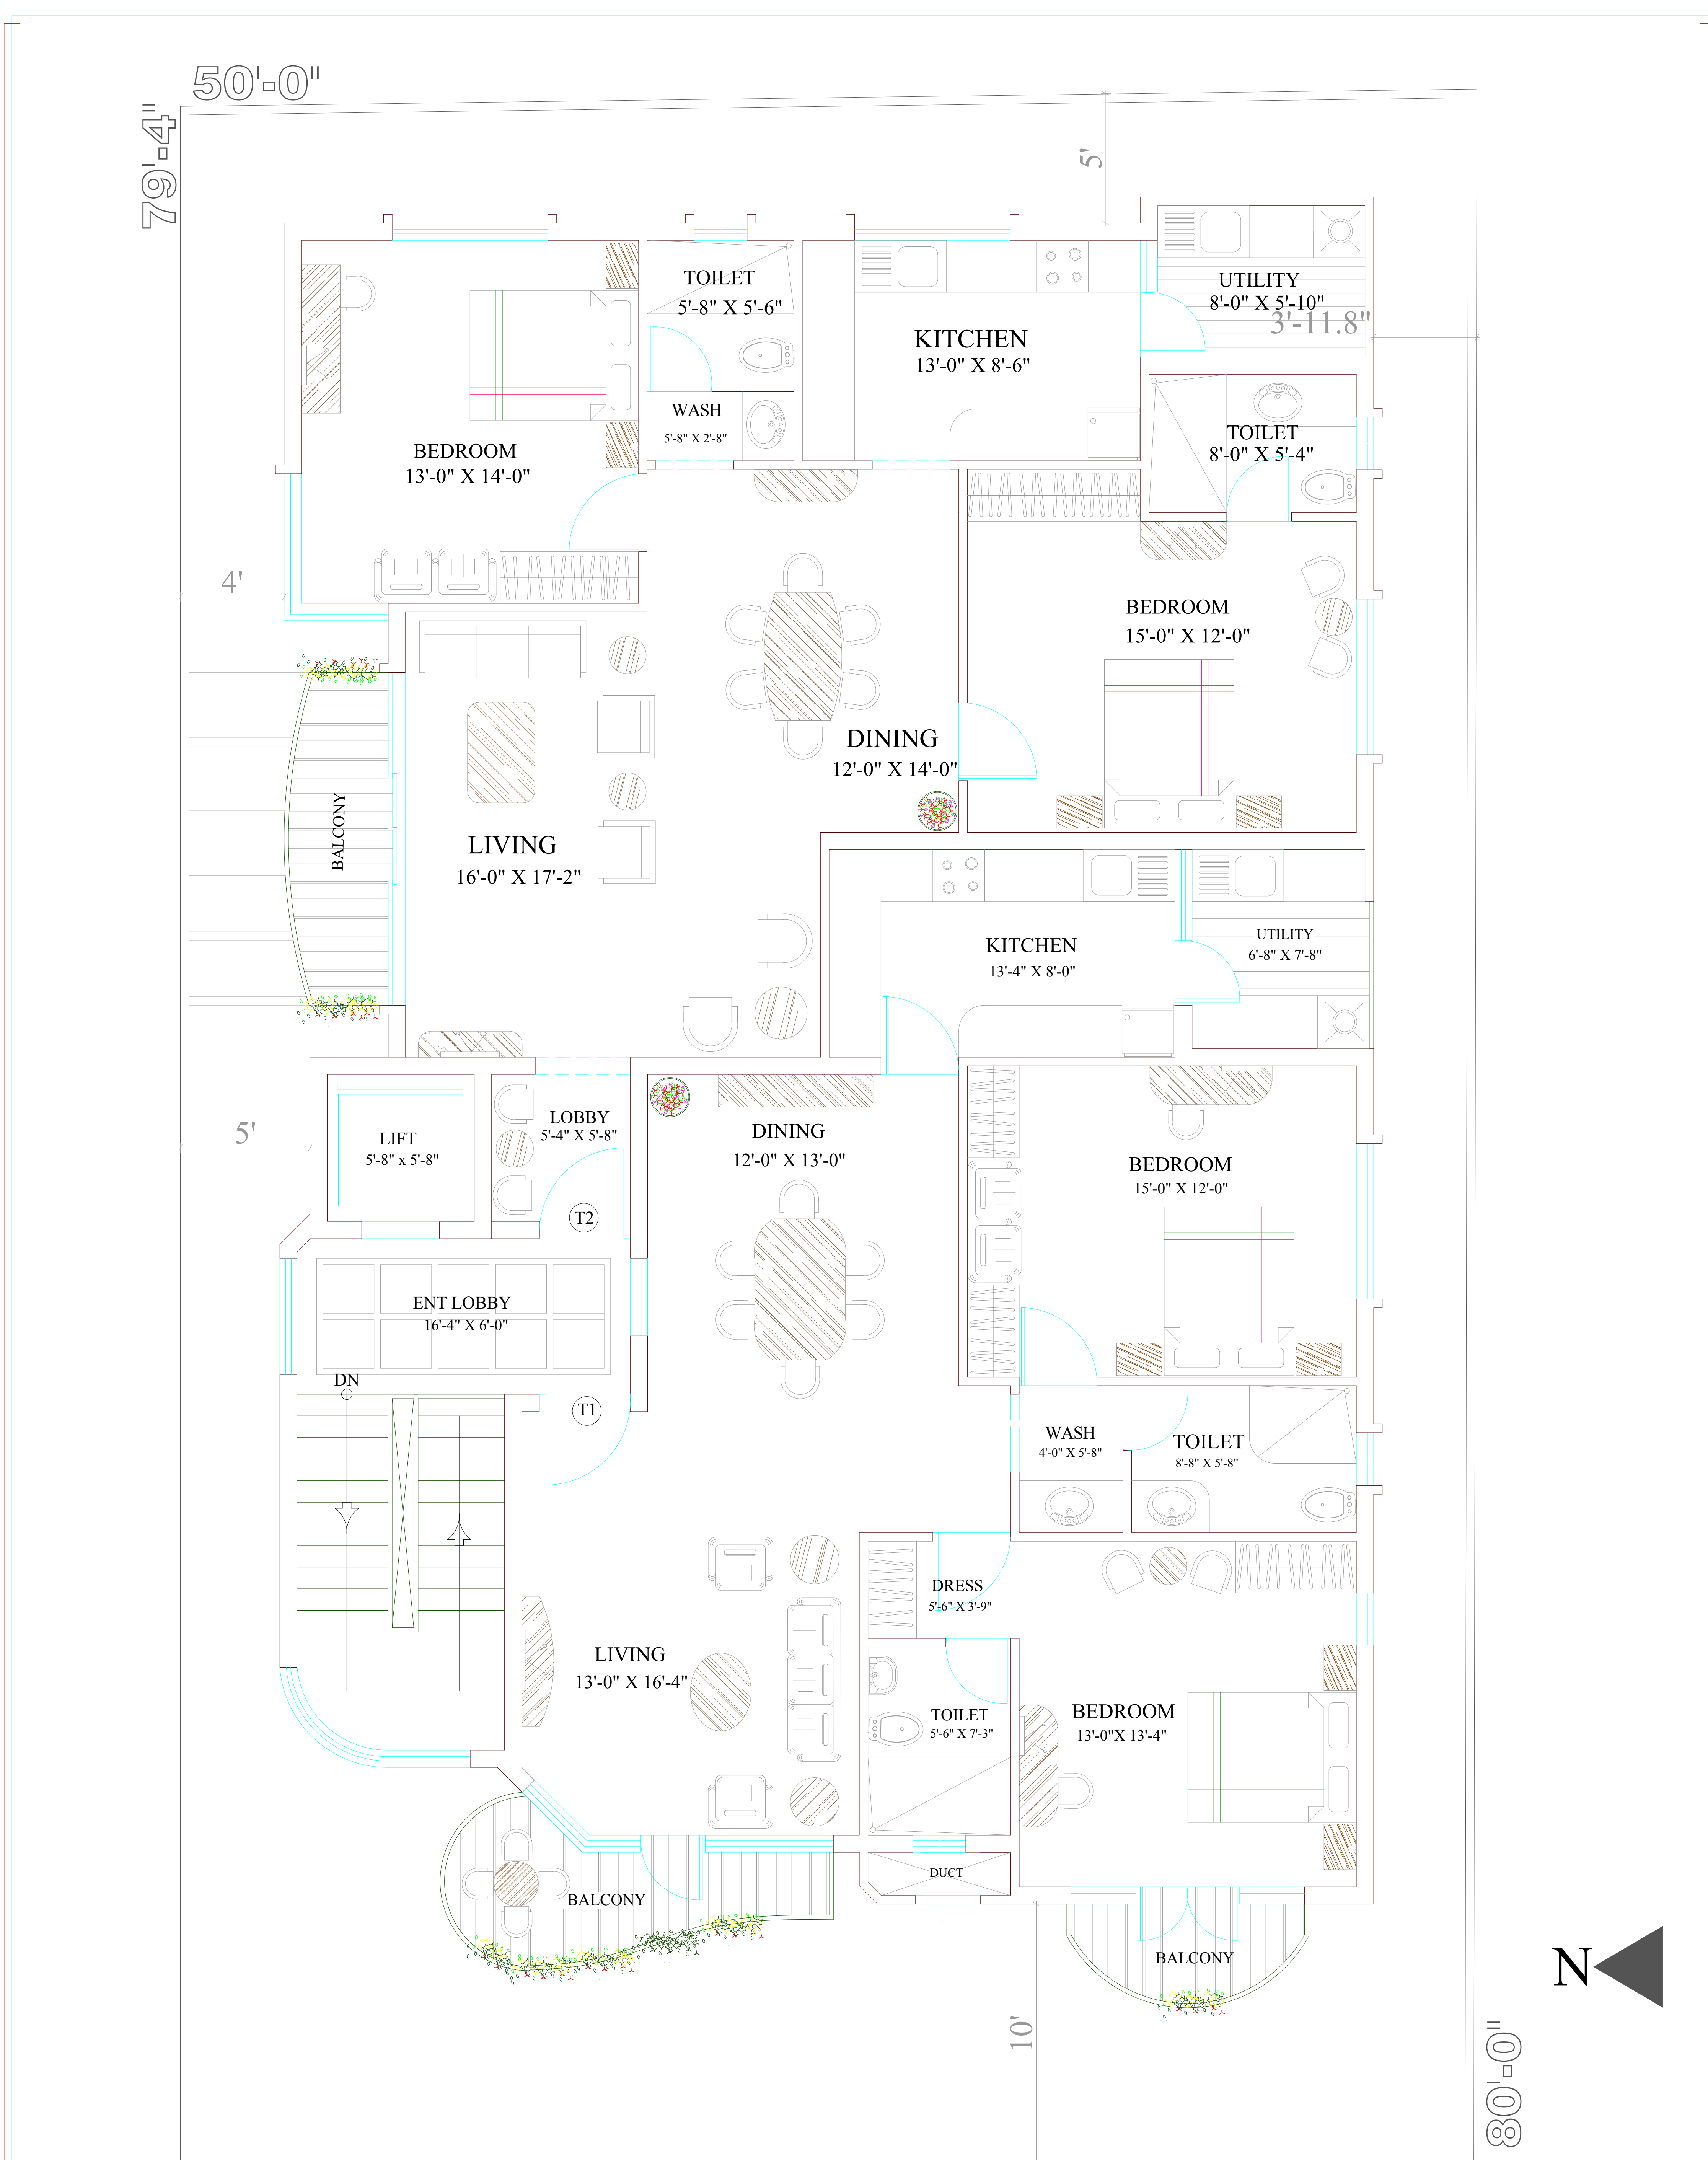 50'-0"
79'-4"
5'
TOILET
5'-8" X 5'-6"
UTILITY
8'-0" X 5'-10"
3'-11.8"
KITCHEN
13'-0" X 8'-6"
WASH
5'-8" X 2'-8"
BEDROOM
13'-0" X 14'-0"
TOILET
8'-0" X 5'-4"
4'
BEDROOM
15'-0" X 12'-0"
DINING
12'-0" X 14'-0"
BALCONY
LIVING
16'-0" X 17'-2"
KITCHEN
13'-4" X 8'-0"
UTILITY
6'-8" X 7'-8"
5'
LIFT
5'-8" x 5'-8"
LOBBY
5'-4" X 5'-8"
DINING
12'-0" X 13'-0"
BEDROOM
15'-0" X 12'-0"
T2
ENT LOBBY
16'-4" X 6'-0"
DN
T1
WASH
4'-0" X 5'-8"
TOILET
8'-8" X 5'-8"
DRESS
5'-6" X 3'-9"
LIVING
13'-0" X 16'-4"
TOILET
5'-6" X 7'-3"
BEDROOM
13'-0"X 13'-4"
DUCT
BALCONY
BALCONY
N
10'
80'-0"